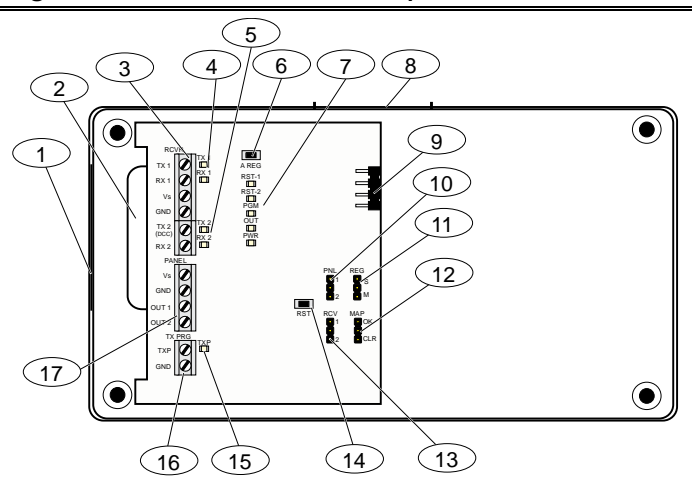 5
3
4
6
7
8
2
1
9
10
11
12
RCVR
TX 1
TX 1
RX 1
RX 1
Vs
GND
TX 2
(DCC)
TX 2
RX 2
RX 2
PANEL
Vs
GND
OUT 1
OUT 2
TX PRG
TXP
TXP
GND
A REG
RST-1
RST-2
PGM
OUT
PWR
PNL
1
2
REG
S
M
RST
RCV
1
2
MAP
OK
CLR
17
16
15
14
13